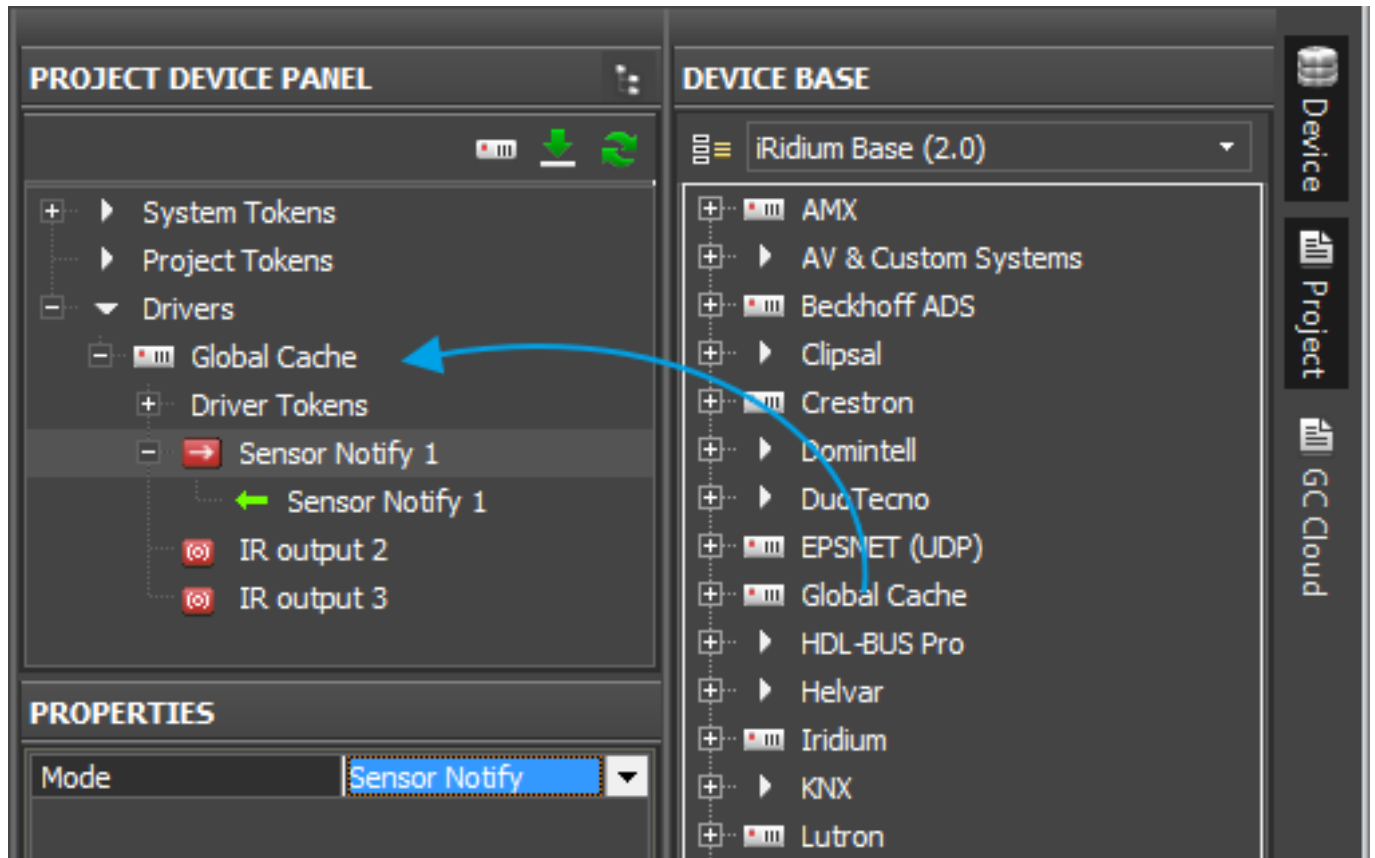 PROJECT DEVICE PANEL
System Tokens
Project Tokens
Drivers
Global Cache
Driver Tokens
Sensor Notify 1
Sensor Notify 1
IR output 2
IR output 3
PROPERTIES
Mode Sensor Notify
DEVICE BASE
iRidium Base (2.0)
AMX
AV & Custom Systems
Beckhoff ADS
Clipsal
Crestron
Domintell
DuoTecno
EPSNET (UDP)
Global Cache
HDL-BUS Pro
Helvar
Iridium
KNX
Lutron
Device
Project
GC Cloud